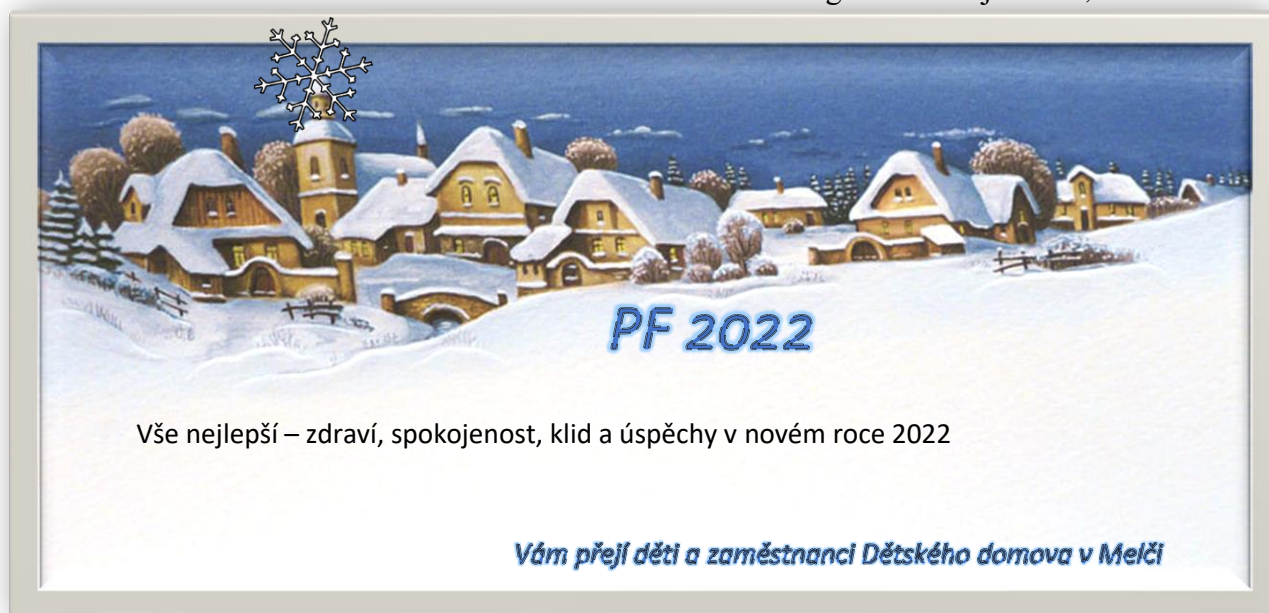 PF 2022
Vše nejlepší – zdraví, spokojenost, klid a úspěchy v novém roce 2022
Vám přejí děti a zaměstnanci Dětského domova v Melči